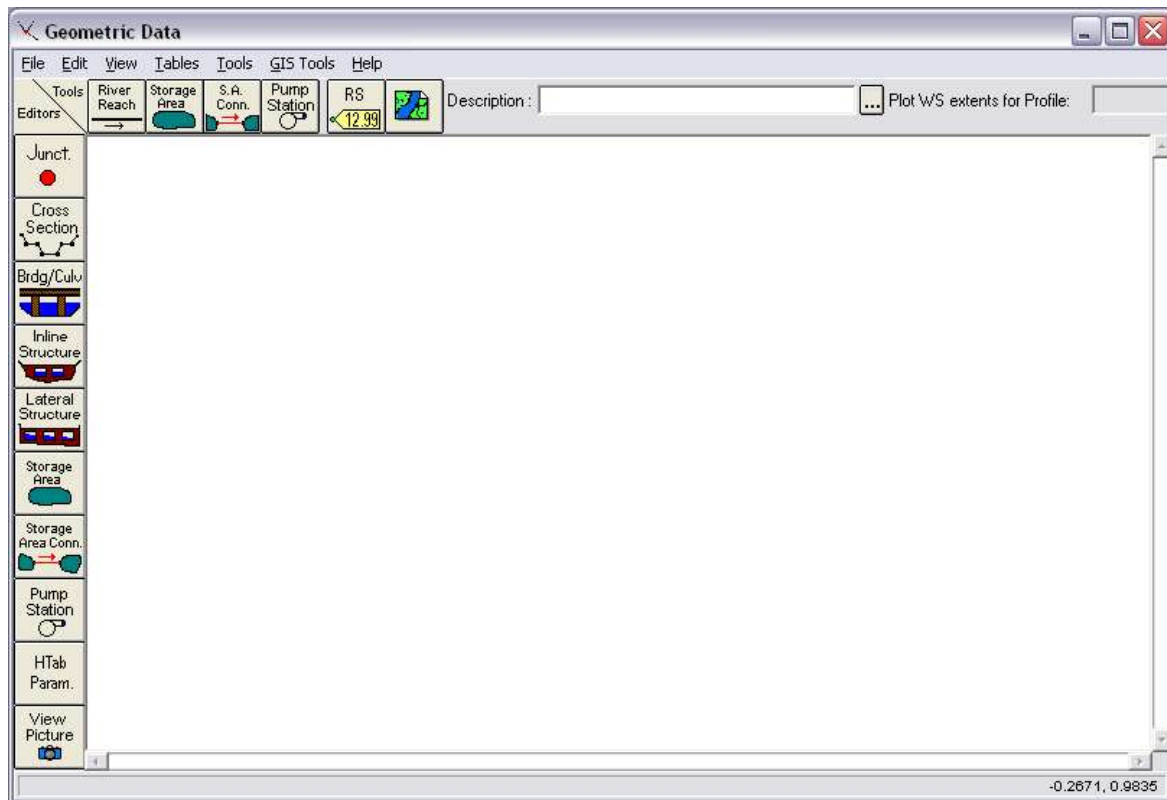 Geometric Data
File Edit View Tables Tools GIS Tools Help
Tools
Editors
River
Reach
Storage
Area
S.A.
Conn.
Pump
Station
RS
12.99
Description :
...
Plot WS extents for Profile:
Junct.
Cross
Section
Brdg/Culv
Inline
Structure
Lateral
Structure
Storage
Area
Storage
Area Conn.
Pump
Station
HTab
Param.
View
Picture
-0.2671, 0.9835